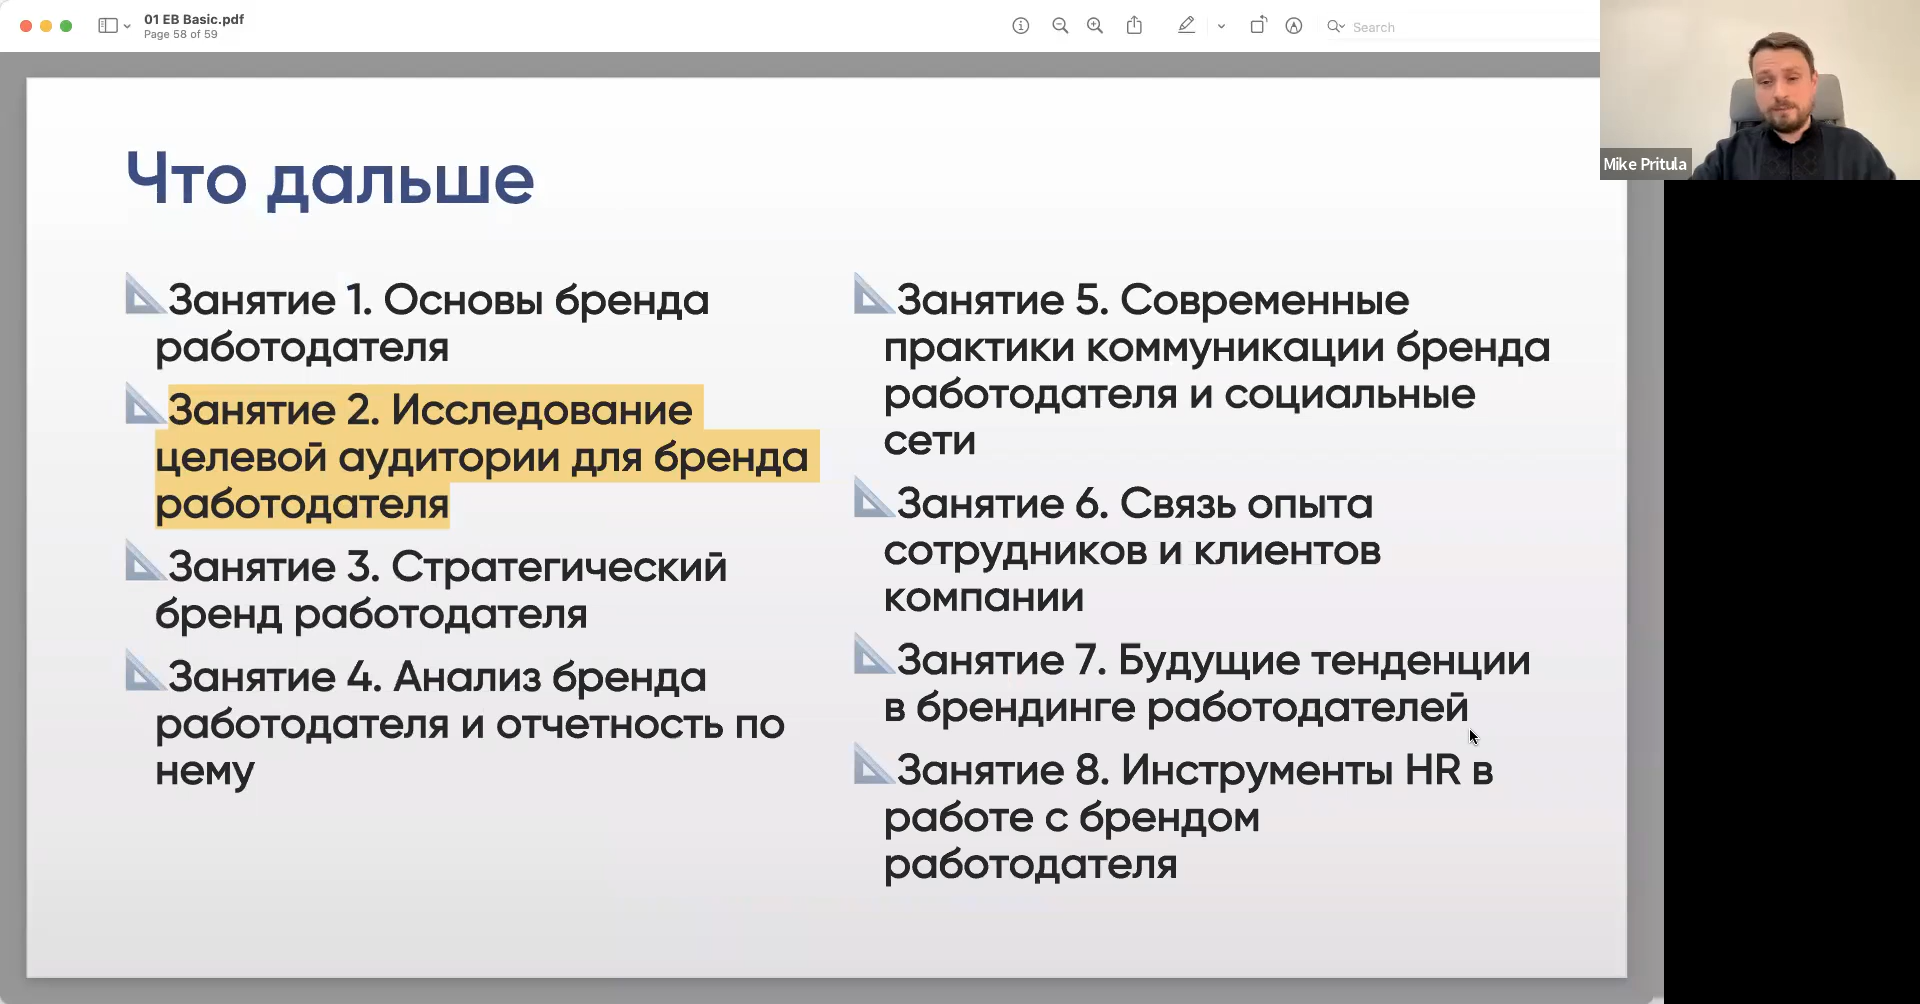 01 EB Basic.pdf
Page 58 of 59
Search
Mike Pritula
Что дальше
Занятие 1. Основы бренда
работодателя
Занятие 2. Исследование
целевой аудитории для бренда
работодателя
Занятие 3. Стратегический
бренд работодателя
Занятие 4. Анализ бренда
работодателя и отчетность по
нему
Занятие 5. Современные
практики коммуникации бренда
работодателя и социальные
сети
Занятие 6. Связь опыта
сотрудников и клиентов
компании
Занятие 7. Будущие тенденции
в брендинге работодателей
Занятие 8. Инструменты HR в
работе с брендом
работодателя